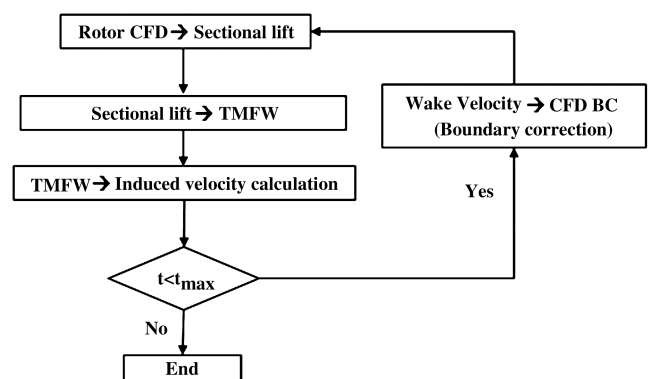 Rotor CFD → Sectional lift
Sectional lift → TMFW
TMFW → Induced velocity calculation
t<tmax
No
End
Yes
Wake Velocity → CFD BC
(Boundary correction)